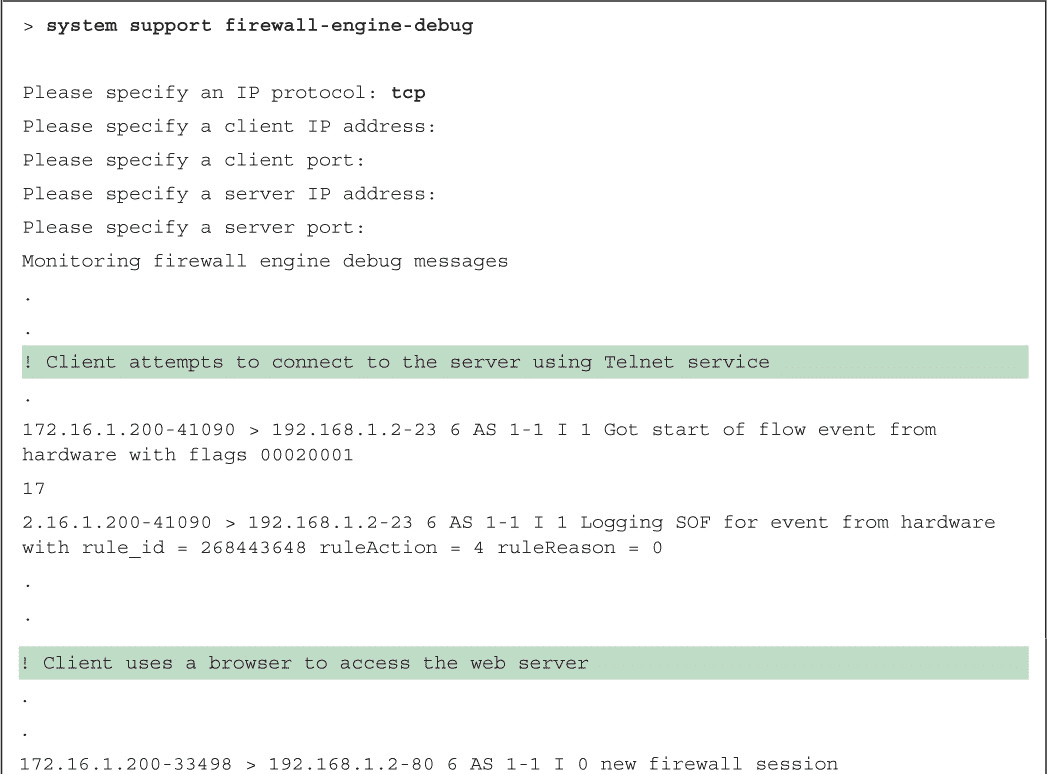 > system support firewall-engine-debug
Please specify an IP protocol: tcp
Please specify a client IP address:
Please specify a client port:
Please specify a server IP address:
Please specify a server port:
Monitoring firewall engine debug messages
.
.
! Client attempts to connect to the server using Telnet service
.
172.16.1.200-41090 > 192.168.1.2-23 6 AS 1-1 I 1 Got start of flow event from
hardware with flags 00020001
17
2.16.1.200-41090 > 192.168.1.2-23 6 AS 1-1 I 1 Logging SOF for event from hardware
with rule_id = 268443648 ruleAction = 4 ruleReason = 0
.
.
! Client uses a browser to access the web server
.
.
172.16.1.200-33498 > 192.168.1.2-80 6 AS 1-1 I 0 new firewall session